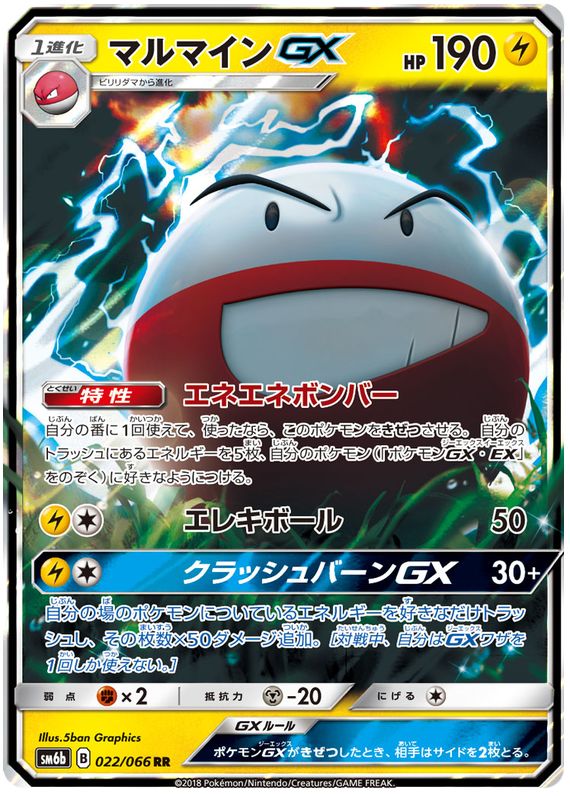 1進化 マルマインGX HP 190
ビリリダマから進化
とくせい 特性 エネエネボンバー
自分の番に1回使えて、使ったなら、このポケモンをきぜつさせる。自分の
トラッシュにあるエネルギーを5枚、自分のポケモン(「ポケモンGX・EX」
をのぞく)に好きなようにつける。
エレキボール 50
クラッシュバーンGX 30+
自分の場のポケモンについているエネルギーを好きなだけトラッ
シュし、その枚数×50ダメージ追加。[対戦中、自分はGXワザを
1回しか使えない。]
弱点 ×2 抵抗力 -20 にげる
Illus.5ban Graphics
GXルール
ポケモンGXがきぜつしたとき、相手はサイドを2枚とる。
sm6b B 022/066 RR
©2018 Pokémon/Nintendo/Creatures/GAME FREAK.